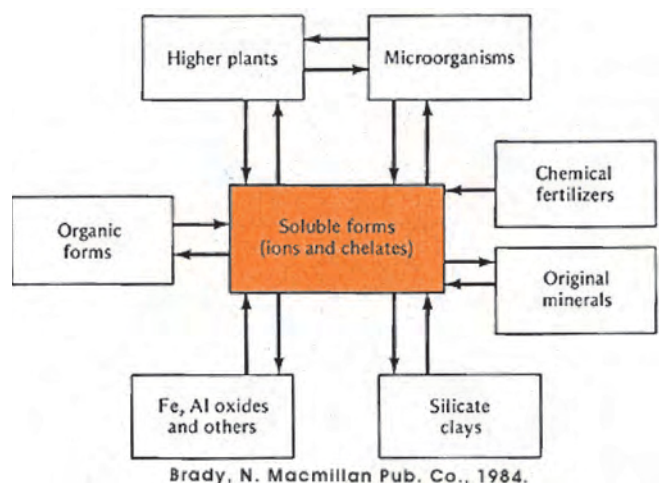 Higher plants
Microorganisms
Chemical
fertilizers
Organic
forms
Soluble forms
(ions and chelates)
Original
minerals
Fe, Al oxides
and others
Silicate
clays
Brady, N. Macmillan Pub. Co., 1984.